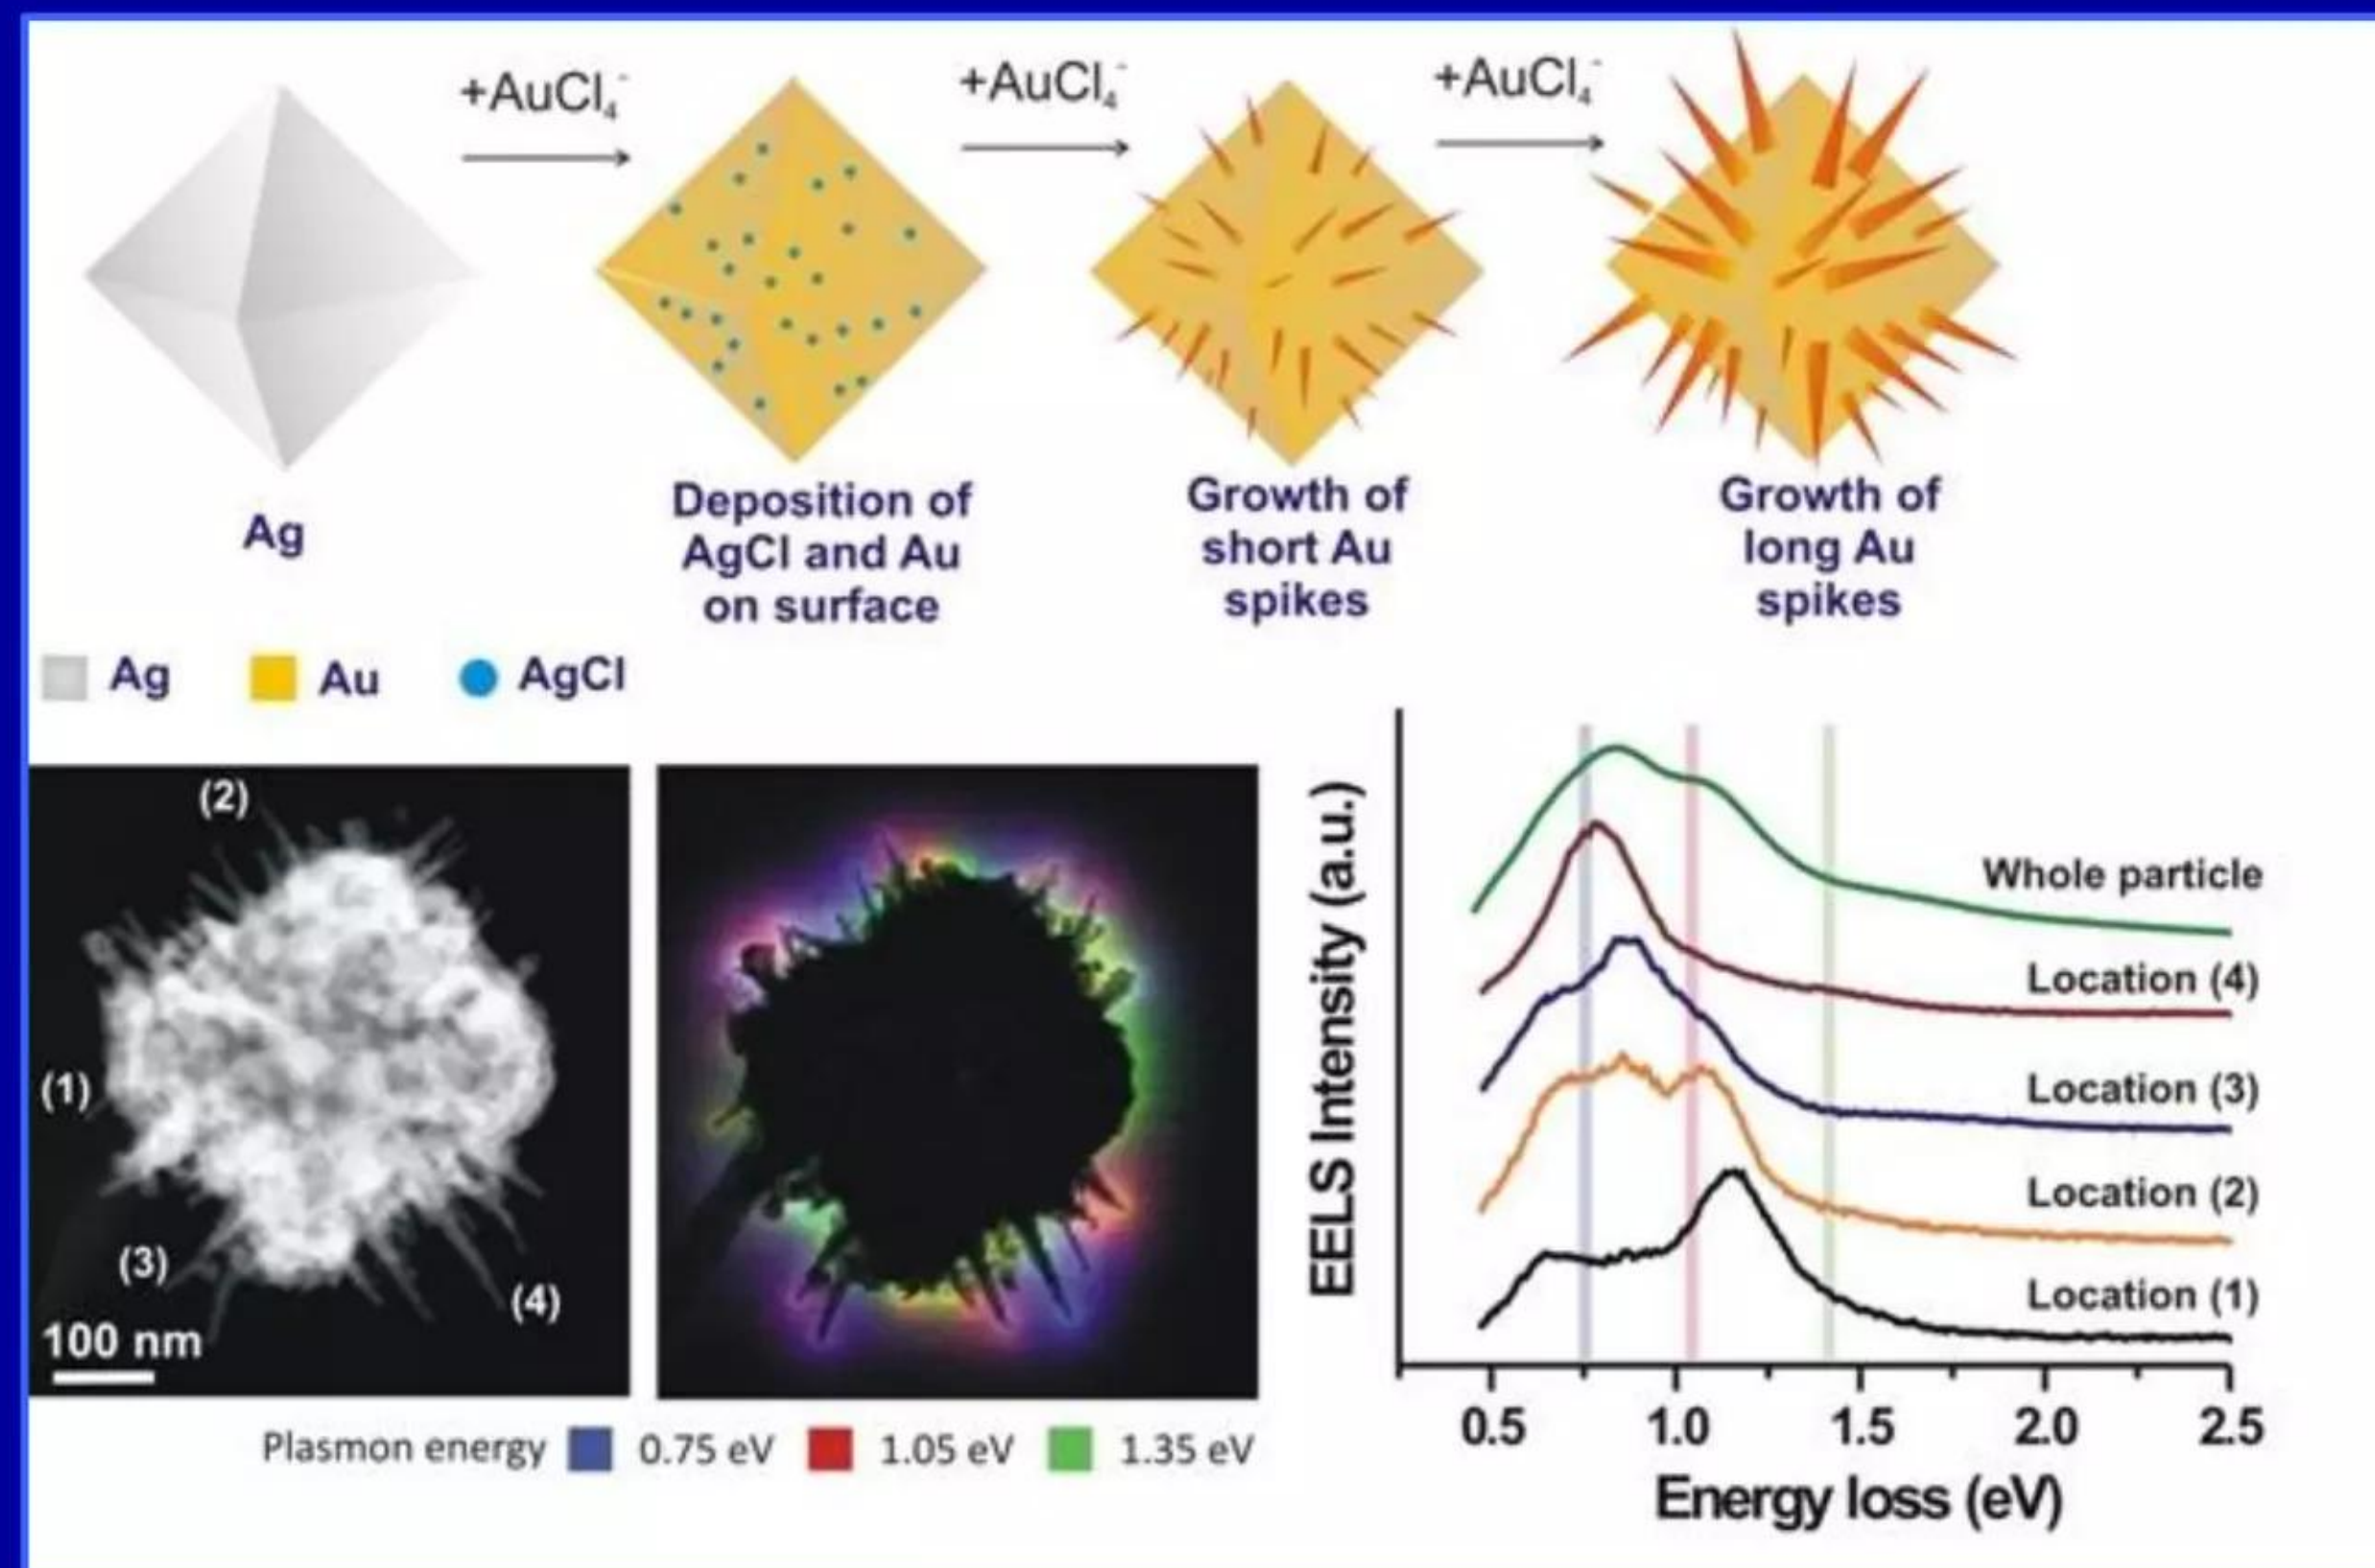 +AuCl₄⁻
+AuCl₄⁻
+AuCl₄⁻
Ag
Deposition of
AgCl and Au
on surface
Growth of
short Au
spikes
Growth of
long Au
spikes
Ag
Au
AgCl
(2)
(1)
(3)
(4)
100 nm
Plasmon energy
0.75 eV
1.05 eV
1.35 eV
EELS Intensity (a.u.)
Whole particle
Location (4)
Location (3)
Location (2)
Location (1)
0.5 1.0 1.5 2.0 2.5
Energy loss (eV)